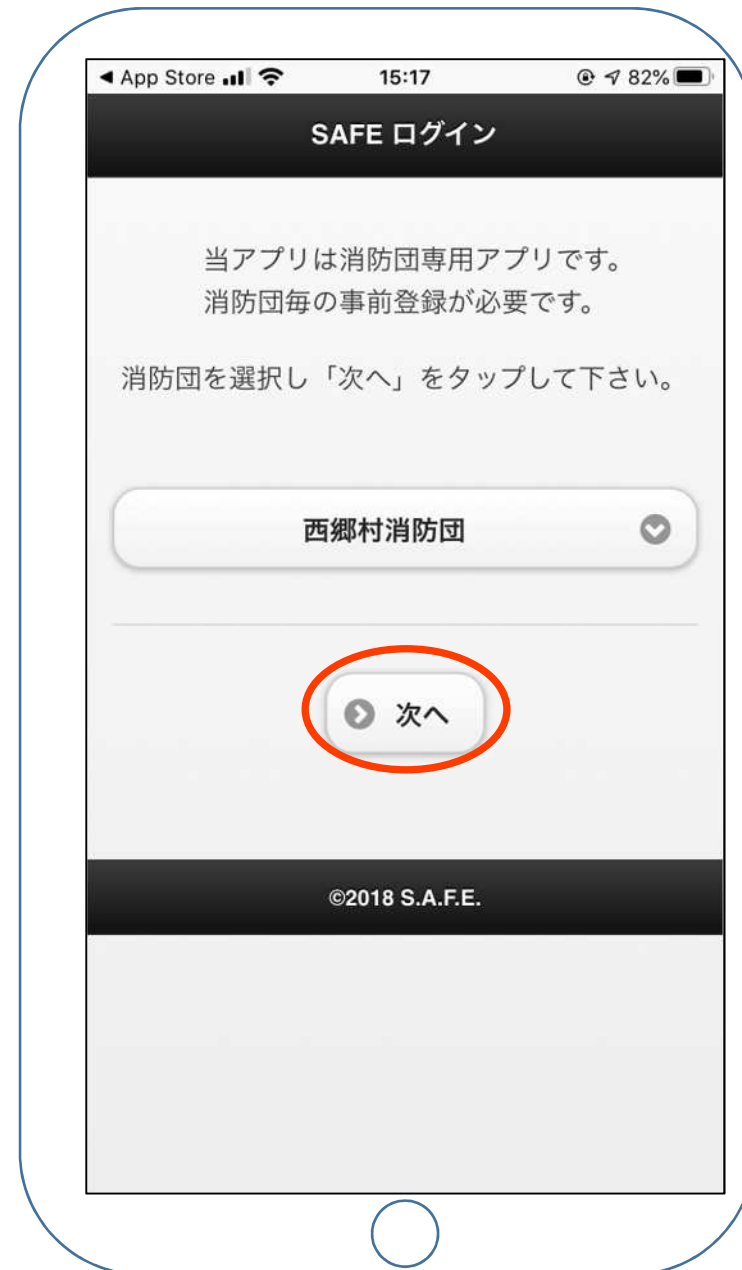 App Store 15:17 82%
SAFE ログイン
当アプリは消防団専用アプリです。
消防団毎の事前登録が必要です。
消防団を選択し「次へ」をタップして下さい。
西郷村消防団
次へ
©2018 S.A.F.E.